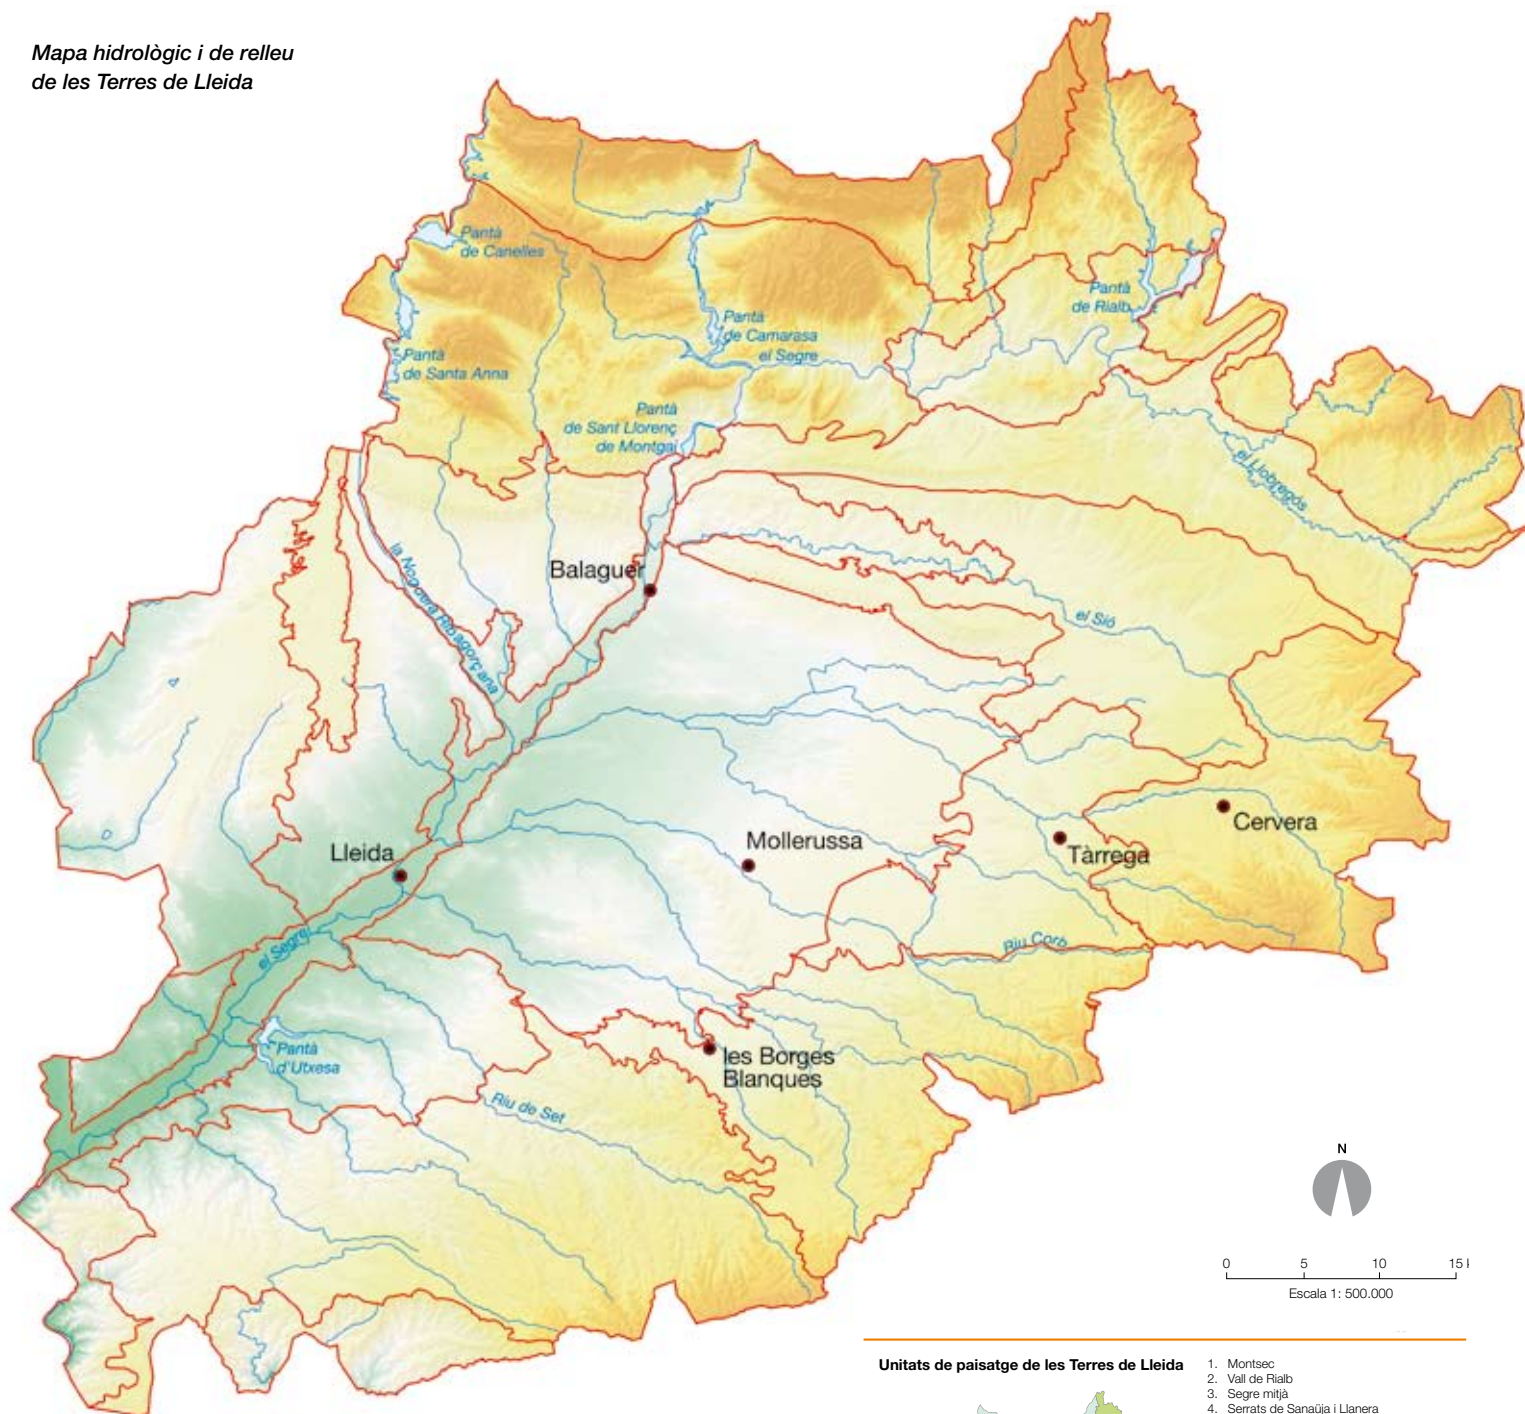 Mapa hidrològic i de relleu
de les Terres de Lleida
Pantà
de Canelles
Pantà
de Rialb
Pantà
de Camarasa
el Segre
Pantà
de Santa Anna
Pantà
de Sant Llorenç
de Montgai
el Llobregós
la Noguera Ribagorçana
Balaguer
el Sió
Cervera
Mollerussa
Tàrrega
Lleida
el Segre
Riu Corb
Pantà
d'Utxesa
les Borges
Blanques
Riu de Set
N
0 5 10 15
Escala 1: 500.000
Unitats de paisatge de les Terres de Lleida
1. Montsec
2. Vall de Rialb
3. Segre mitjà
4. Serrats de Sanaüja i Llanera